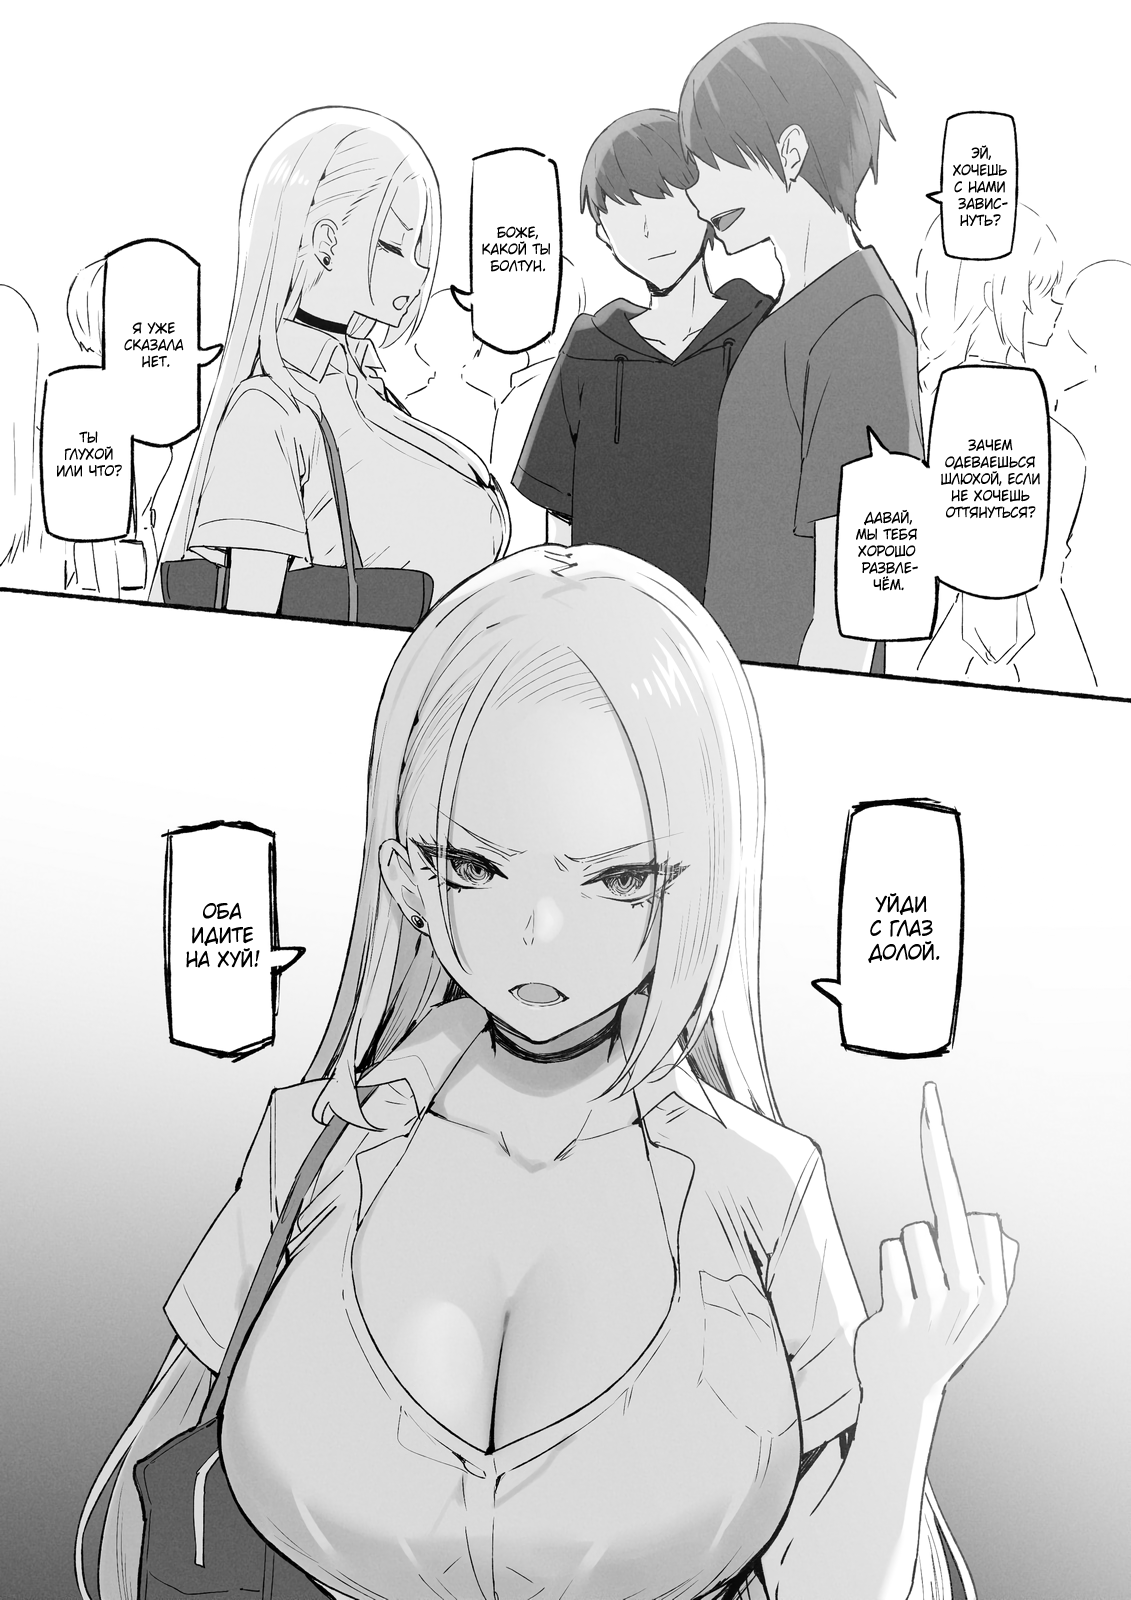 ЭЙ,
ХОЧЕШЬ
С НАМИ
ЗАВИС-
НУТЬ?
БОЖЕ,
КАКОЙ ТЫ
БОЛТУН.
Я УЖЕ
СКАЗАЛА
НЕТ.
ТЫ
ГЛУХОЙ
ИЛИ ЧТО?
ЗАЧЕМ
ОДЕВАЕШЬСЯ
ШЛЮХОЙ, ЕСЛИ
НЕ ХОЧЕШЬ
ОТТЯНУТЬСЯ?
ДАВАЙ,
МЫ ТЕБЯ
ХОРОШО
РАЗВЛЕ-
ЧЁМ.
УЙДИ
С ГЛАЗ
ДОЛОЙ.
ОБА
ИДИТЕ
НА ХУЙ!